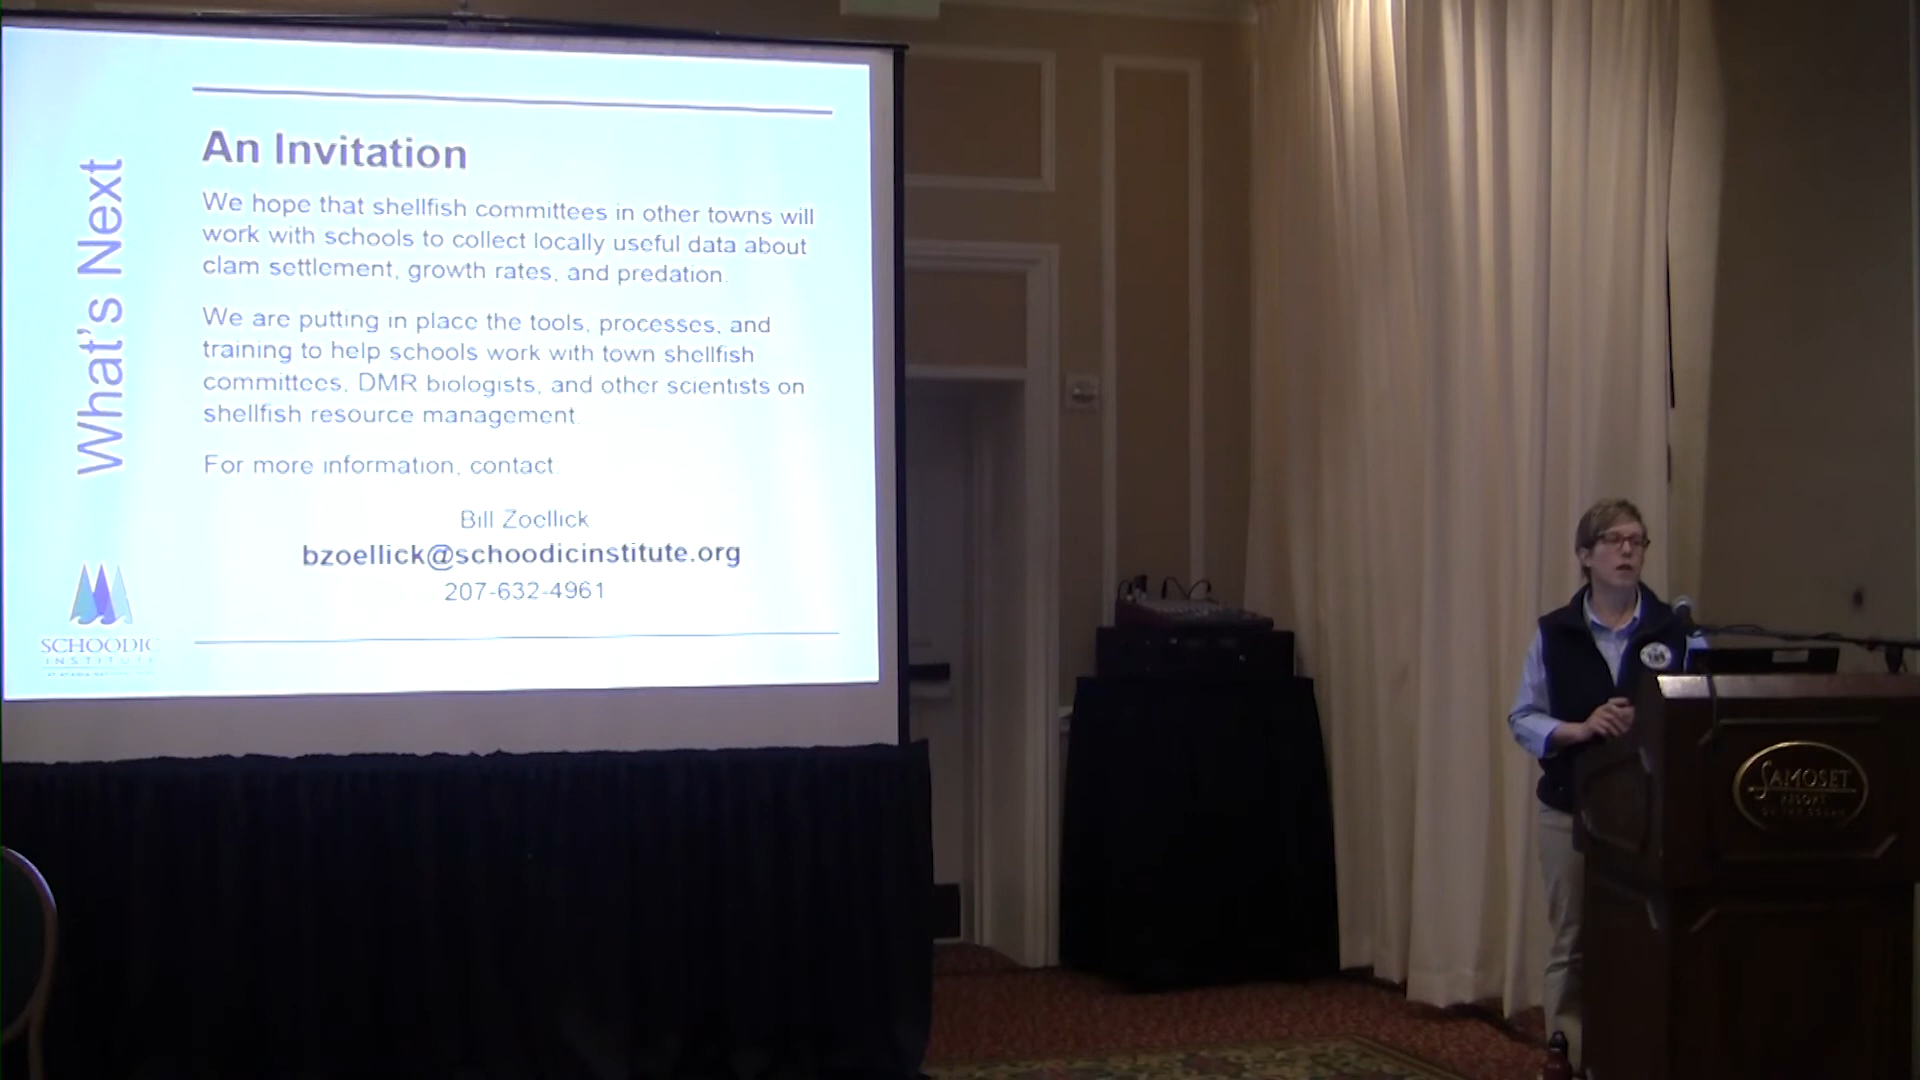 What's Next
An Invitation
We hope that shellfish committees in other towns will
work with schools to collect locally useful data about
clam settlement, growth rates, and predation.
We are putting in place the tools, processes, and
training to help schools work with town shellfish
committees, DMR biologists, and other scientists on
shellfish resource management.
For more information, contact:
Bill Zoellick
bzoellick@schoodicinstitute.org
207-632-4961
SCHOODIC
INSTITUTE
SAMOSET
RESORT